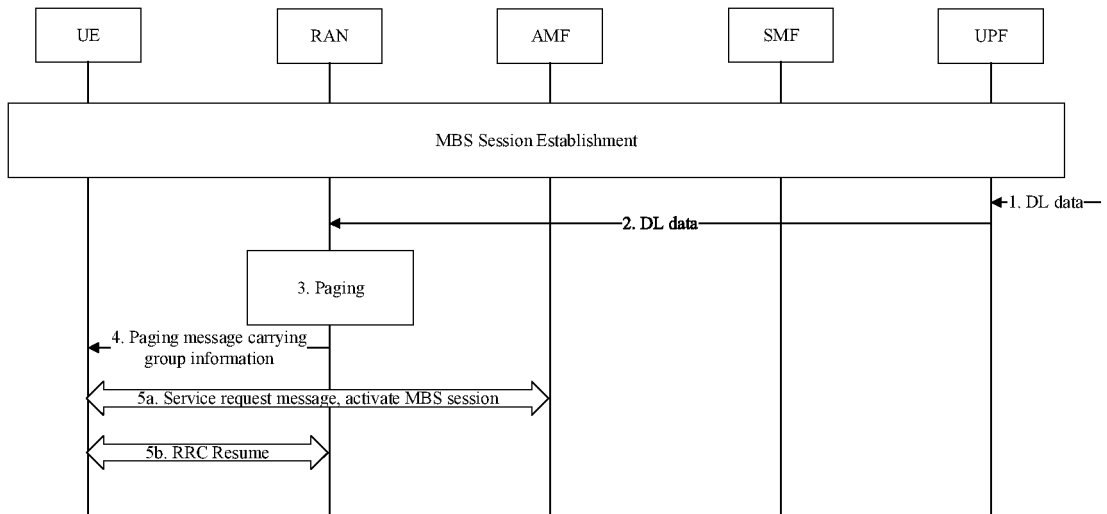 UE
RAN
AMF
SMF
UPF
MBS Session Establishment
1. DL data
2. DL data
3. Paging
4. Paging message carrying
group information
5a. Service request message, activate MBS session
5b. RRC Resume